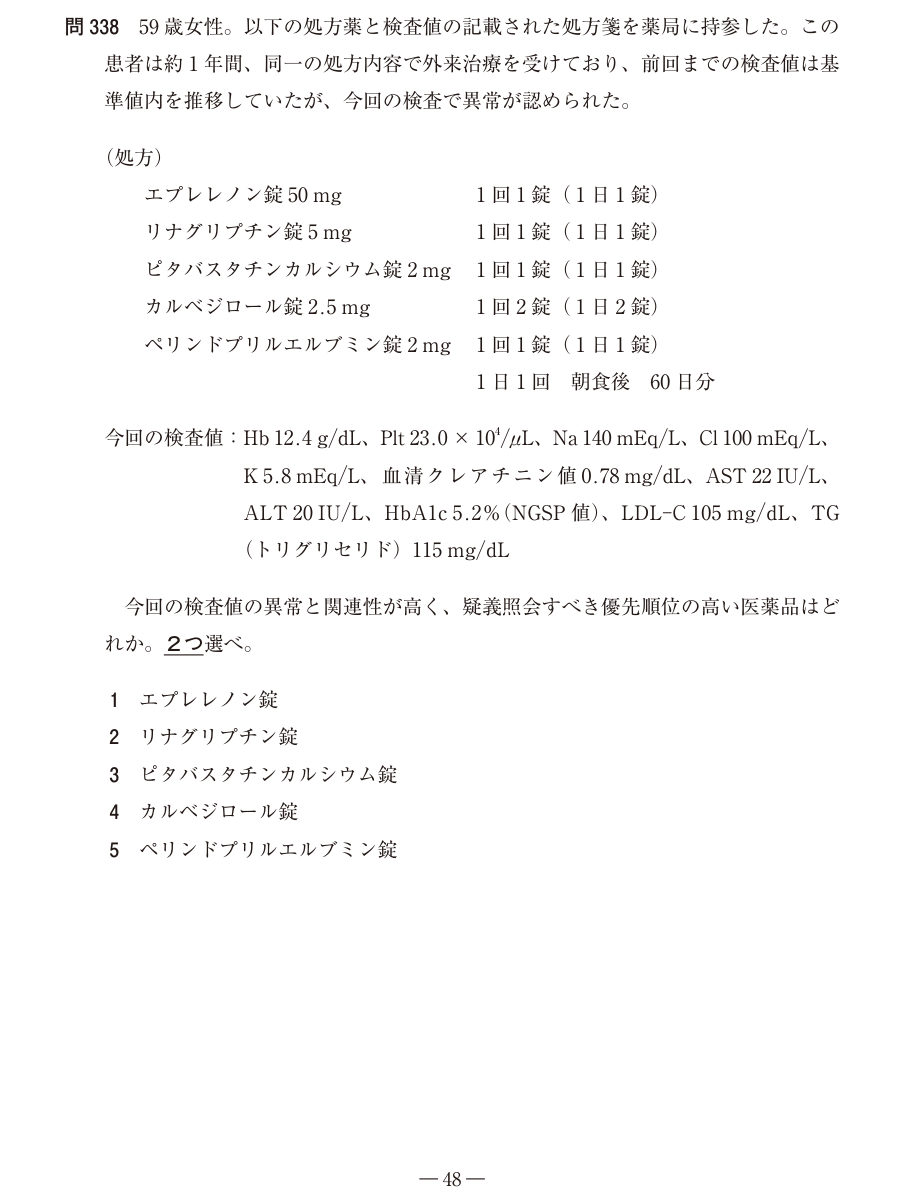 問 338 59 歳女性。以下の処方薬と検査値の記載された処方箋を薬局に持参した。この
患者は約 1 年間、同一の処方内容で外来治療を受けており、前回までの検査値は基
準値内を推移していたが、今回の検査で異常が認められた。
（処方）
エプレレノン錠 50 mg 1 回 1 錠（1 日 1 錠）
リナグリプチン錠 5 mg 1 回 1 錠（1 日 1 錠）
ピタバスタチンカルシウム錠 2 mg 1 回 1 錠（1 日 1 錠）
カルベジロール錠 2.5 mg 1 回 2 錠（1 日 2 錠）
ペリンドプリルエルブミン錠 2 mg 1 回 1 錠（1 日 1 錠）
1 日 1 回 朝食後 60 日分
今回の検査値：Hb 12.4 g/dL、Plt 23.0 × 10⁴/μL、Na 140 mEq/L、Cl 100 mEq/L、
K 5.8 mEq/L、血清クレアチニン値 0.78 mg/dL、AST 22 IU/L、
ALT 20 IU/L、HbA1c 5.2%（NGSP 値）、LDL-C 105 mg/dL、TG
（トリグリセリド）115 mg/dL
今回の検査値の異常と関連性が高く、疑義照会すべき優先順位の高い医薬品はど
れか。２つ選べ。
1 エプレレノン錠
2 リナグリプチン錠
3 ピタバスタチンカルシウム錠
4 カルベジロール錠
5 ペリンドプリルエルブミン錠
― 48 ―